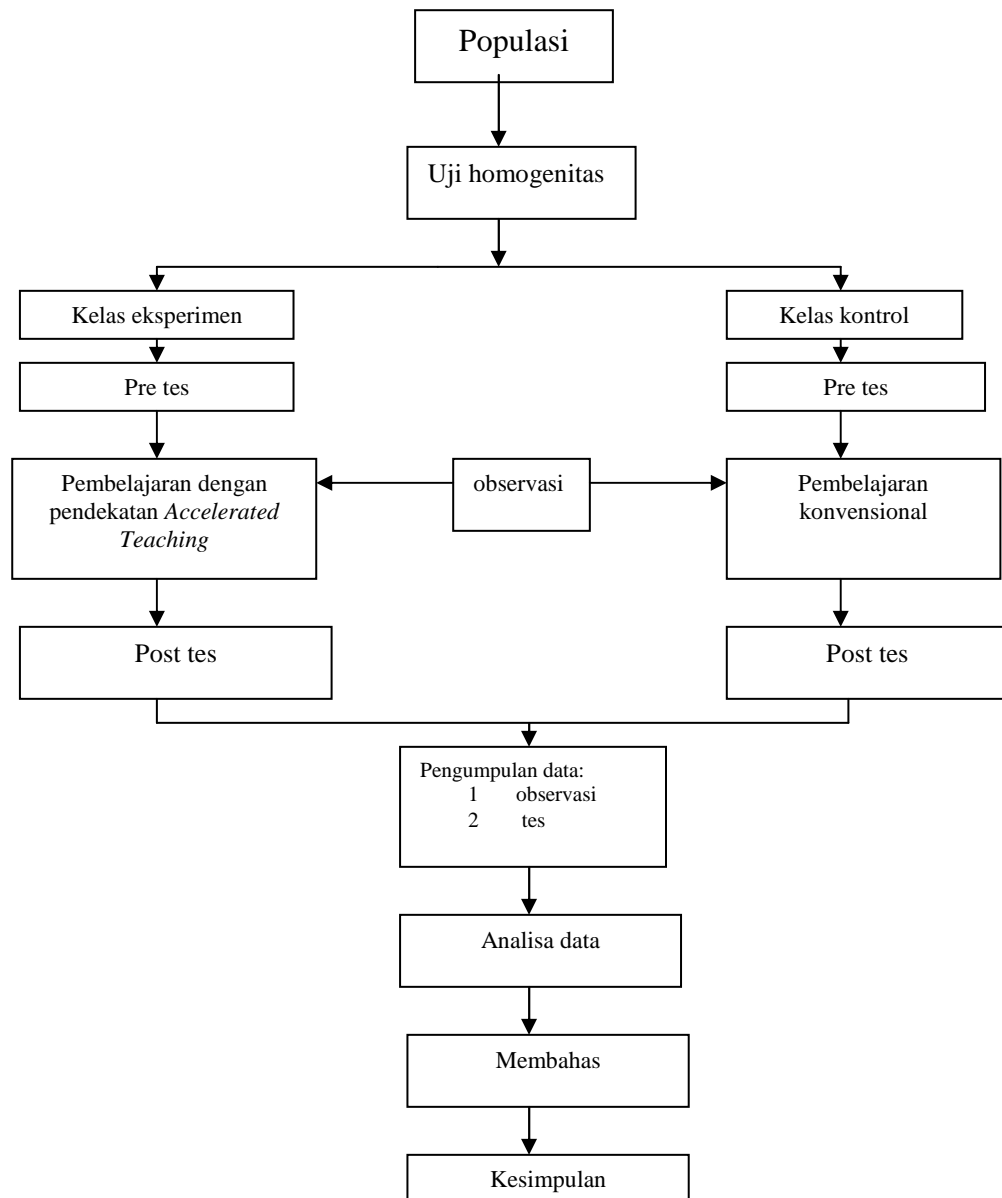 Populasi
Uji homogenitas
Kelas eksperimen
Kelas kontrol
Pre tes
Pre tes
Pembelajaran dengan
pendekatan Accelerated
Teaching
observasi
Pembelajaran
konvensional
Post tes
Post tes
Pengumpulan data:
1 observasi
2 tes
Analisa data
Membahas
Kesimpulan